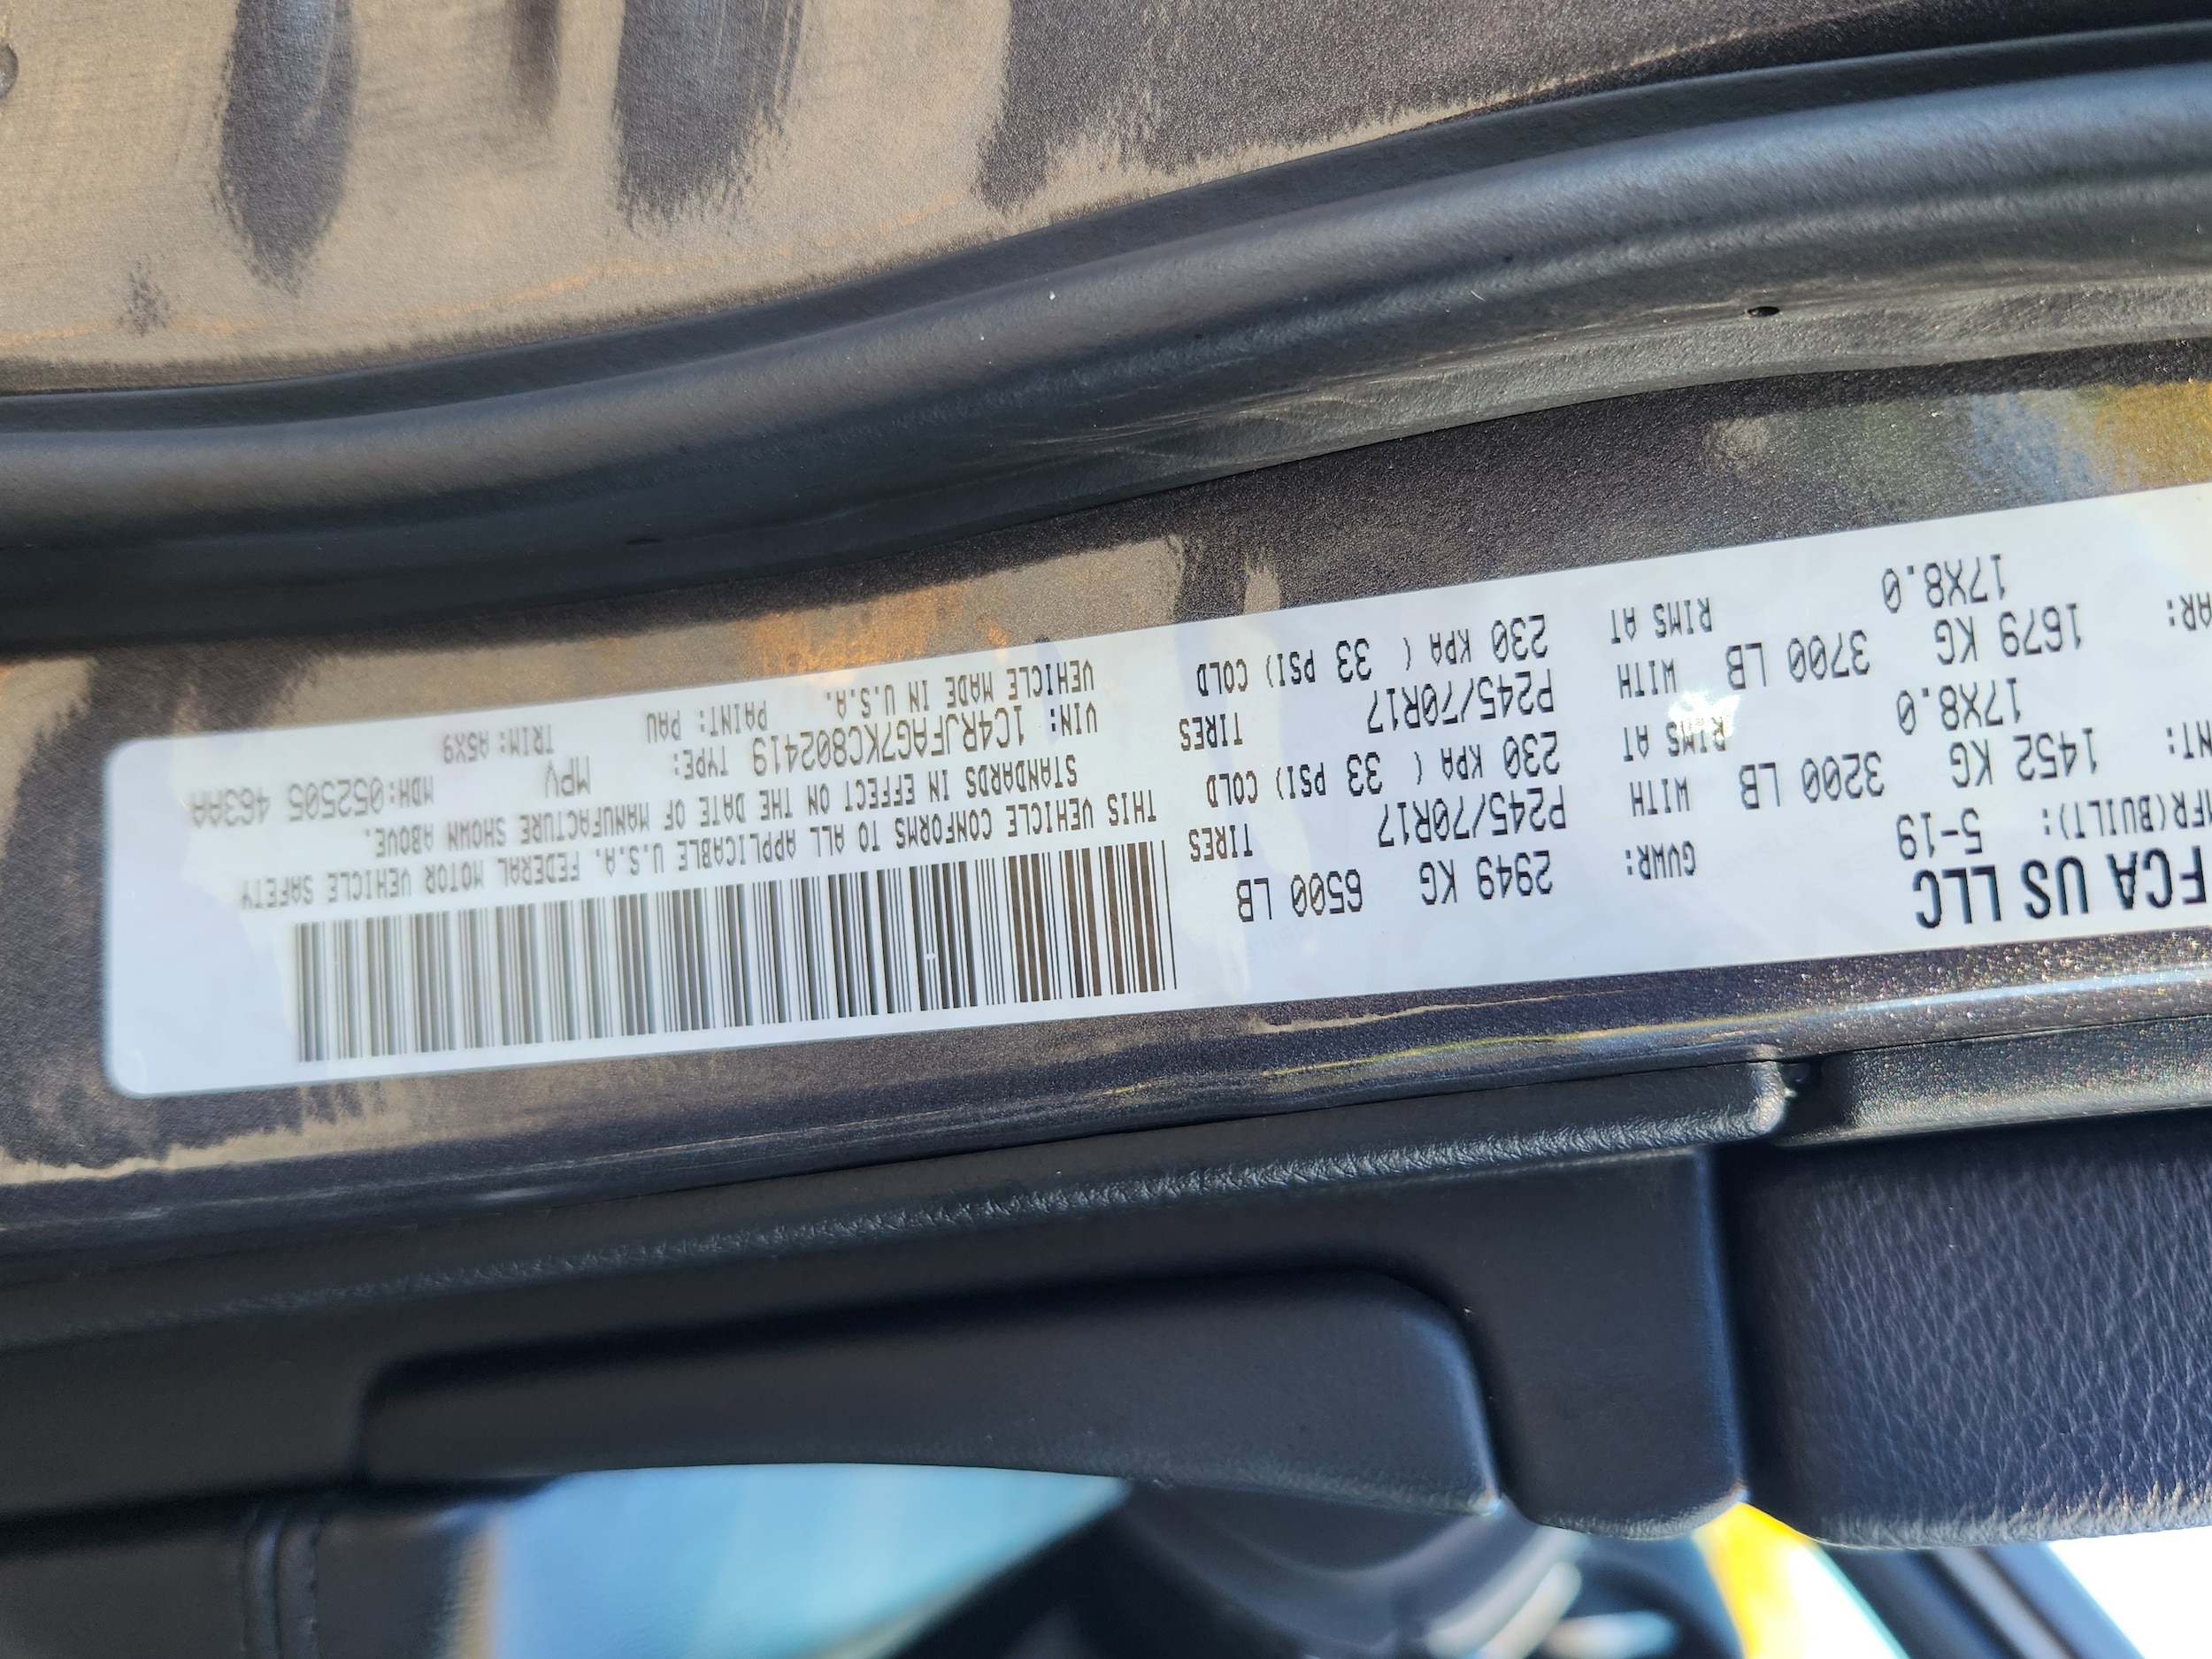 FCA US LLC
MFR(BUILT): 5-19 GVWR: 2949 KG 6500 LB
NT: 1452 KG 3200 LB WITH P245/70R17 TIRES
17X8.0 RIMS AT 230 KPA ( 33 PSI) COLD
AR: 1679 KG 3700 LB WITH P245/70R17 TIRES
17X8.0 RIMS AT 230 KPA ( 33 PSI) COLD
THIS VEHICLE CONFORMS TO ALL APPLICABLE U.S.A. FEDERAL MOTOR VEHICLE SAFETY
STANDARDS IN EFFECT ON THE DATE OF MANUFACTURE SHOWN ABOVE.
VIN: 1C4RJFAG7KC802419 TYPE: MPV MDH:052505 463AA
VEHICLE MADE IN U.S.A. PAINT: PAU TRIM: A5X9